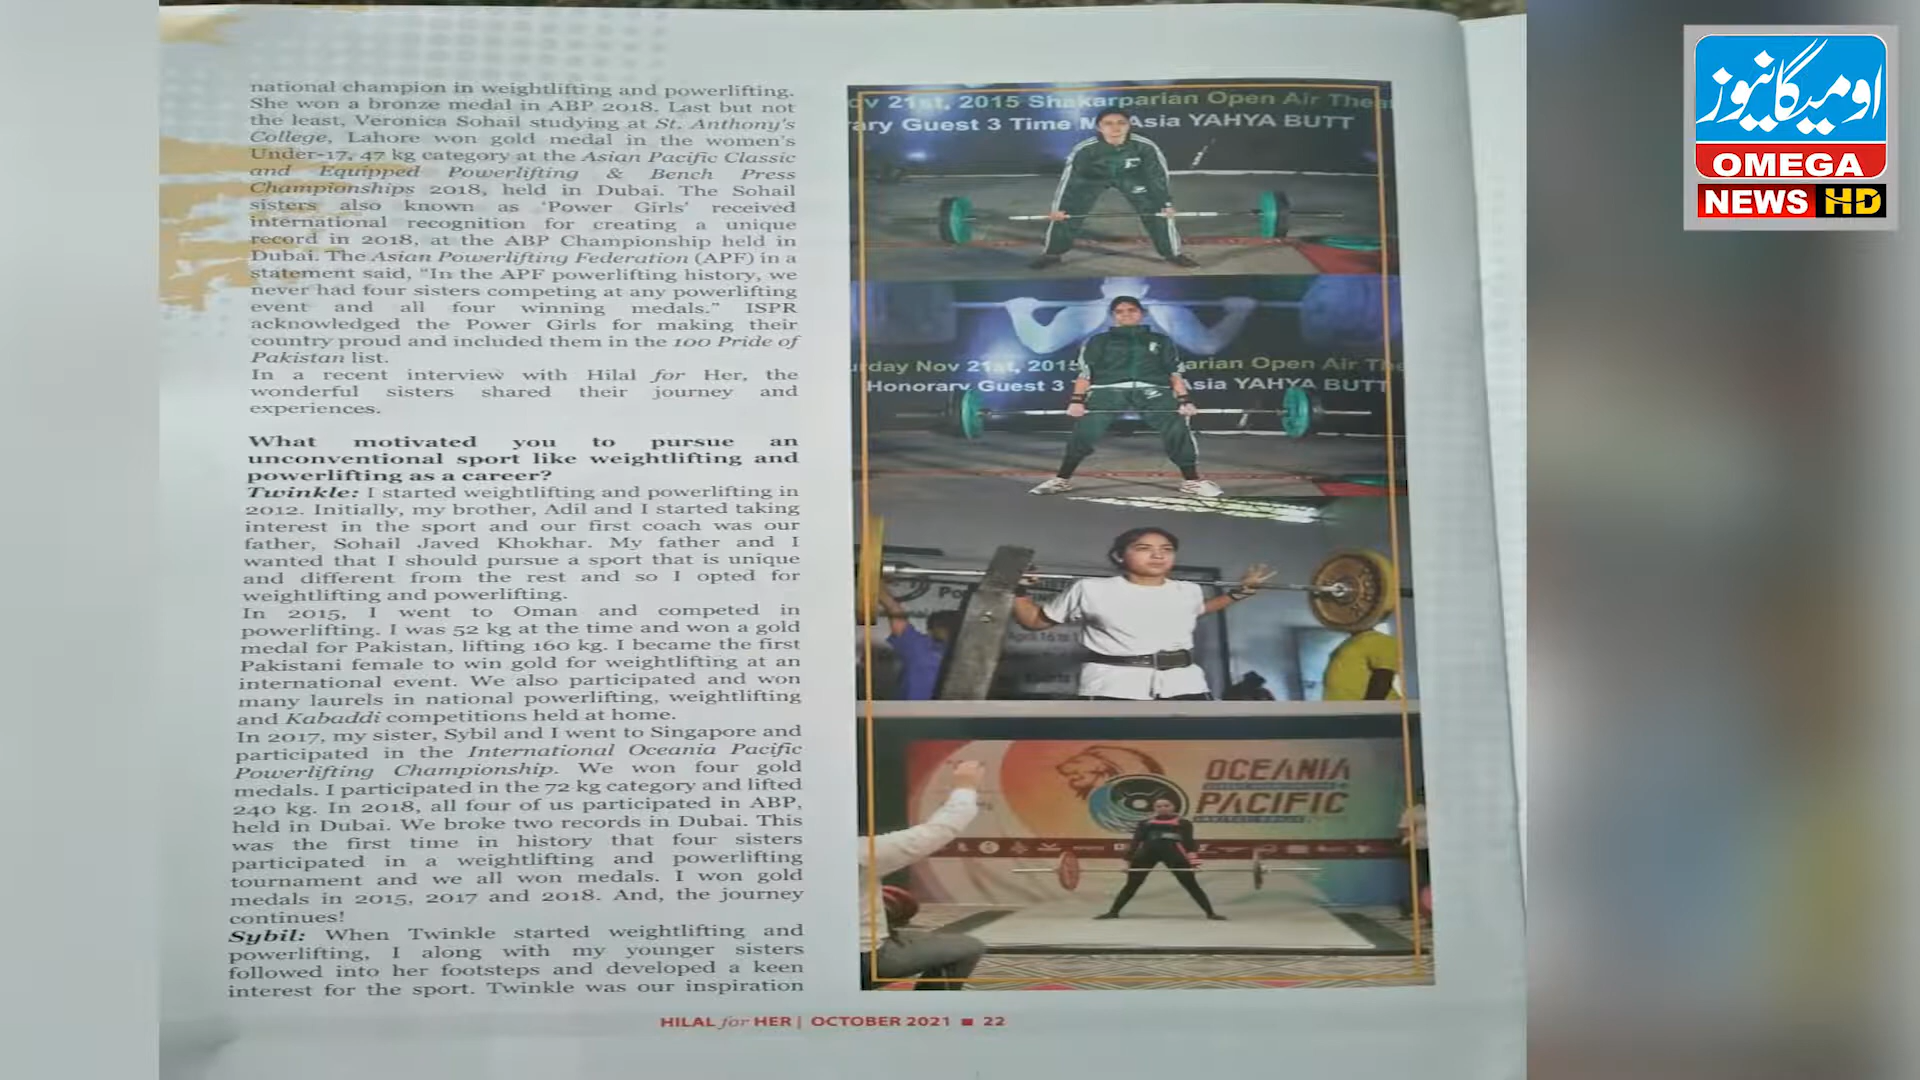 national champion in weightlifting and powerlifting.
She won a bronze medal in ABP 2018. Last but not
the least, Veronica Sohail studying at St. Anthony's
College, Lahore won gold medal in the women's
Under-17, 47 kg category at the Asian Pacific Classic
and Equipped Powerlifting & Bench Press
Championships 2018, held in Dubai. The Sohail
sisters also known as 'Power Girls' received
international recognition for creating a unique
record in 2018, at the ABP Championship held in
Dubai. The Asian Powerlifting Federation (APF) in a
statement said, "In the APF powerlifting history, we
never had four sisters competing at any powerlifting
event and all four winning medals." ISPR
acknowledged the Power Girls for making their
country proud and included them in the 100 Pride of
Pakistan list.
In a recent interview with Hilal for Her, the
wonderful sisters shared their journey and
experiences.
What motivated you to pursue an
unconventional sport like weightlifting and
powerlifting as a career?
Twinkle: I started weightlifting and powerlifting in
2012. Initially, my brother, Adil and I started taking
interest in the sport and our first coach was our
father, Sohail Javed Khokhar. My father and I
wanted that I should pursue a sport that is unique
and different from the rest and so I opted for
weightlifting and powerlifting.
In 2015, I went to Oman and competed in
powerlifting. I was 52 kg at the time and won a gold
medal for Pakistan, lifting 160 kg. I became the first
Pakistani female to win gold for weightlifting at an
international event. We also participated and won
many laurels in national powerlifting, weightlifting
and Kabaddi competitions held at home.
In 2017, my sister, Sybil and I went to Singapore and
participated in the International Oceania Pacific
Powerlifting Championship. We won four gold
medals. I participated in the 72 kg category and lifted
240 kg. In 2018, all four of us participated in ABP,
held in Dubai. We broke two records in Dubai. This
was the first time in history that four sisters
participated in a weightlifting and powerlifting
tournament and we all won medals. I won gold
medals in 2015, 2017 and 2018. And, the journey
continues!
Sybil: When Twinkle started weightlifting and
powerlifting, I along with my younger sisters
followed into her footsteps and developed a keen
interest for the sport. Twinkle was our inspiration
ov 21st, 2015 Shakarparian Open Air Thea
ary Guest 3 Time M Asia YAHYA BUTT
rday Nov 21st, 2015 arian Open Air The
Honorary Guest 3 Asia YAHYA BUTT
April 16 to
OCEANIA
PACIFIC
HILAL for HER | OCTOBER 2021 ■ 22
اومیگا نیوز
OMEGA
NEWS HD